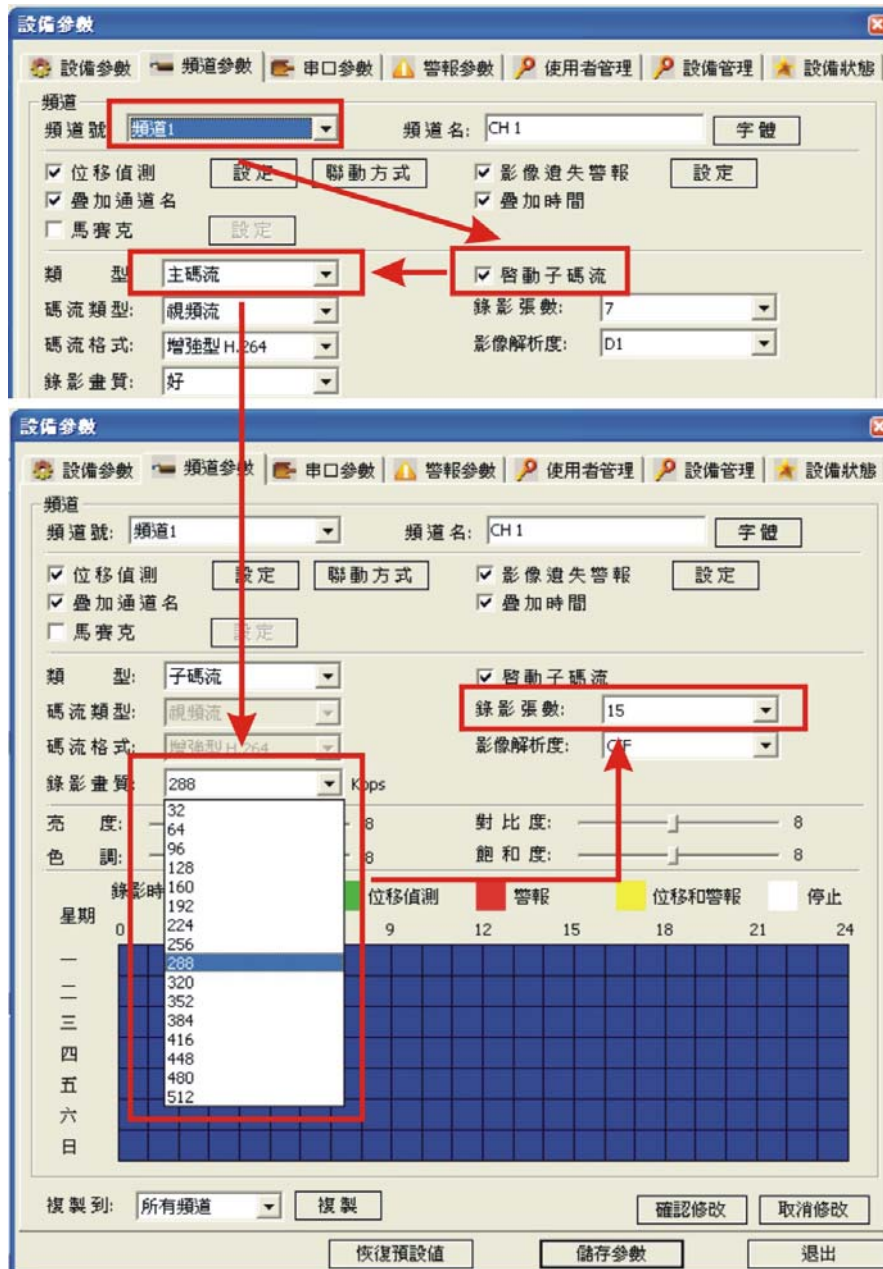 設備參數
設備參數 頻道參數 串口參數 警報參數 使用者管理 設備管理 設備狀態
頻道
頻道號 頻道1 頻道名: CH 1 字體
位移偵測 設定 聯動方式 影像遺失警報 設定
疊加通道名 疊加時間
馬賽克 設定
類 型 主碼流 啓動子碼流
碼流類型: 視頻流 錄影張數: 7
碼流格式: 增強型 H.264 影像解析度: D1
錄影畫質: 好
設備參數
設備參數 頻道參數 串口參數 警報參數 使用者管理 設備管理 設備狀態
頻道
頻道號: 頻道1 頻道名: CH 1 字體
位移偵測 設定 聯動方式 影像遺失警報 設定
疊加通道名 疊加時間
馬賽克 設定
類 型: 子碼流 啓動子碼流
碼流類型: 視頻流 錄影張數: 15
碼流格式: 增強型 H.264 影像解析度: CIF
錄影畫質: 288 Kbps
32
64
96
128
160
192
224
256
288
320
352
384
416
448
480
512
亮 度: 8 對比度: 8
色 調: 8 飽和度: 8
錄影時 位移偵測 警報 位移和警報 停止
星期 0 9 12 15 18 21 24
一
二
三
四
五
六
日
複製到: 所有頻道 複製 確認修改 取消修改
恢復預設值 儲存參數 退出